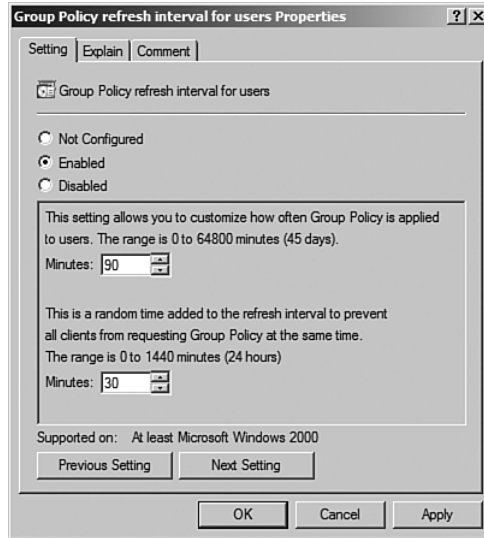 Group Policy refresh interval for users Properties
Setting Explain Comment
Group Policy refresh interval for users
Not Configured
Enabled
Disabled
This setting allows you to customize how often Group Policy is applied
to users. The range is 0 to 64800 minutes (45 days).
Minutes: 90
This is a random time added to the refresh interval to prevent
all clients from requesting Group Policy at the same time.
The range is 0 to 1440 minutes (24 hours)
Minutes: 30
Supported on: At least Microsoft Windows 2000
Previous Setting Next Setting
OK Cancel Apply